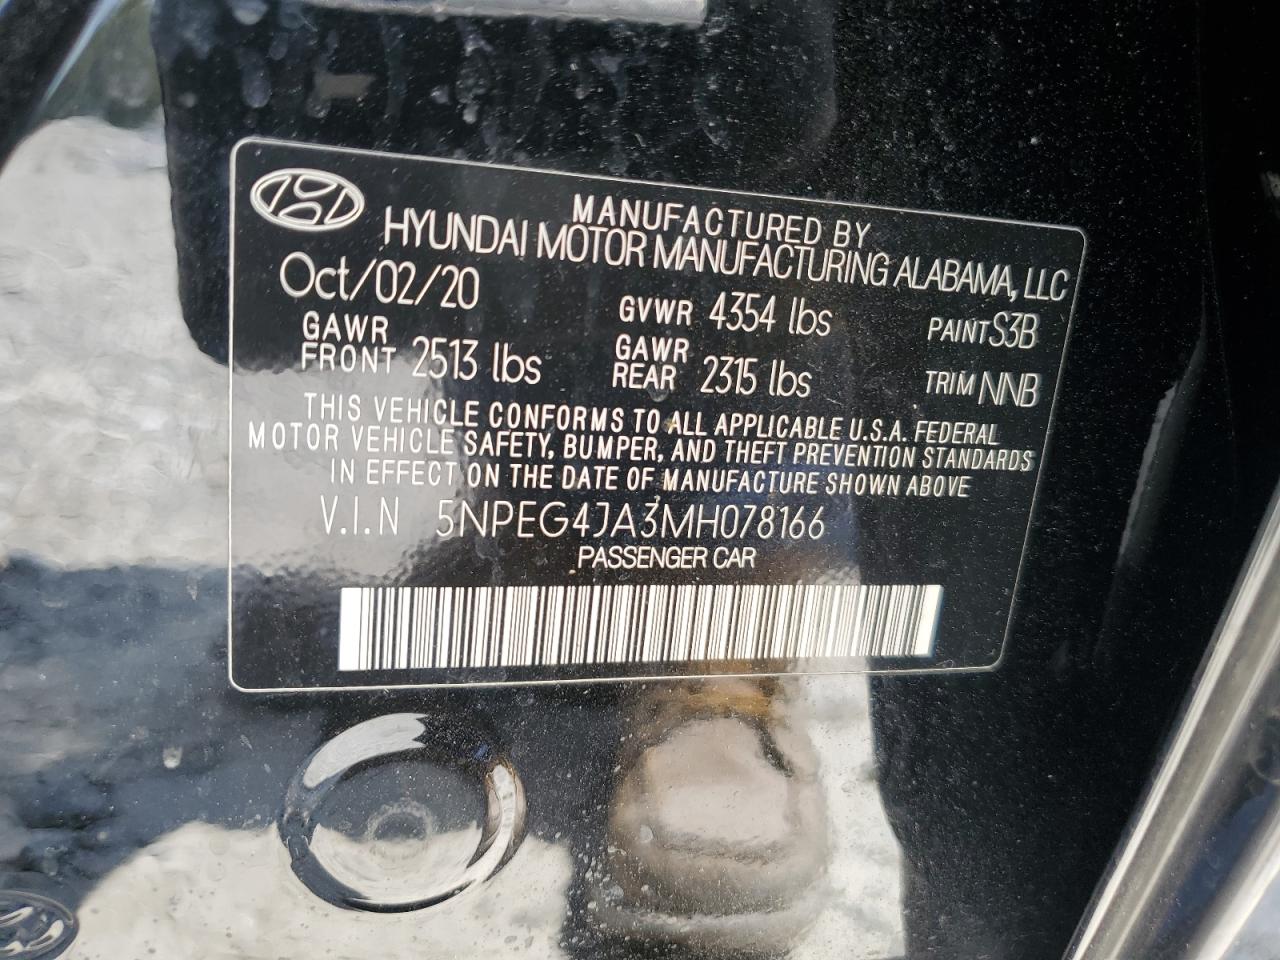 MANUFACTURED BY
HYUNDAI MOTOR MANUFACTURING ALABAMA, LLC
Oct/02/20 GVWR 4354 lbs PAINT S3B
GAWR FRONT 2513 lbs GAWR REAR 2315 lbs TRIM NNB
THIS VEHICLE CONFORMS TO ALL APPLICABLE U.S.A. FEDERAL
MOTOR VEHICLE SAFETY, BUMPER, AND THEFT PREVENTION STANDARDS
IN EFFECT ON THE DATE OF MANUFACTURE SHOWN ABOVE
V.I.N 5NPEG4JA3MH078166
PASSENGER CAR